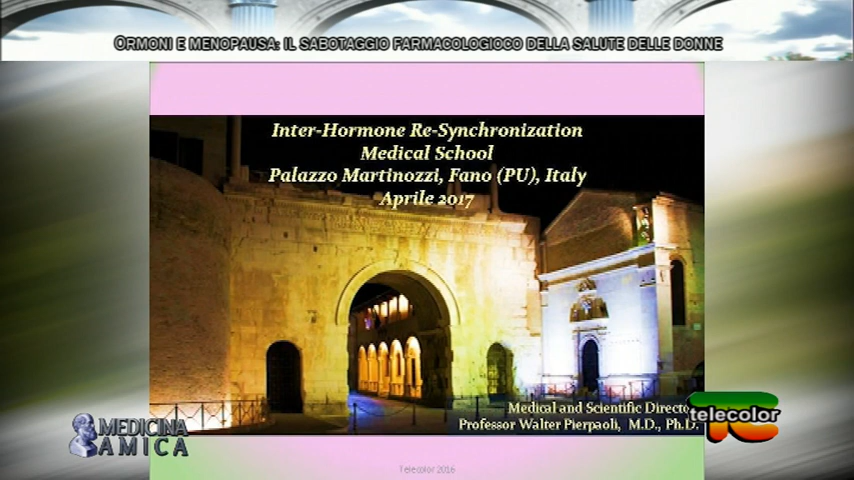 ORMONI E MENOPAUSA: IL SABOTAGGIO FARMACOLOGIOCO DELLA SALUTE DELLE DONNE
Inter-Hormone Re-Synchronization
Medical School
Palazzo Martinozzi, Fano (PU), Italy
Aprile 2017
Medical and Scientific Director
Professor Walter Pierpaoli, M.D., Ph.D.
telecolor
MEDICINA
AMICA
Telecolor 2016